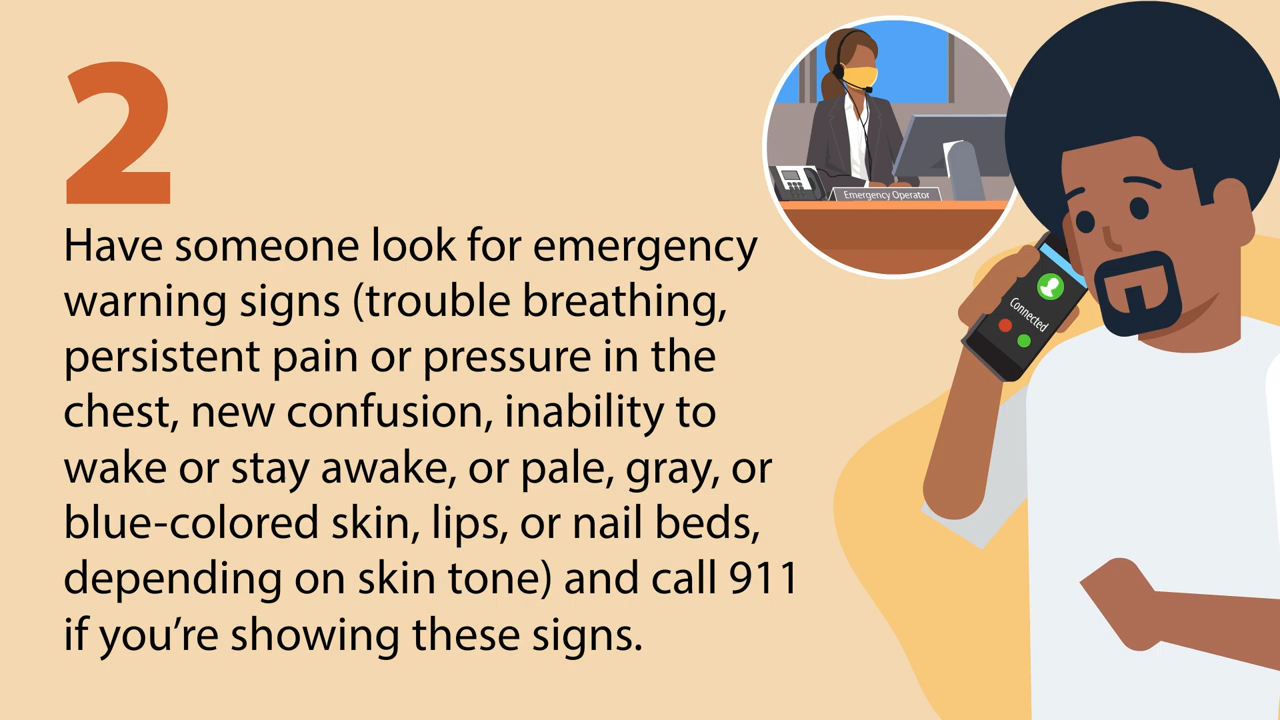 2
Have someone look for emergency
warning signs (trouble breathing,
persistent pain or pressure in the
chest, new confusion, inability to
wake or stay awake, or pale, gray, or
blue-colored skin, lips, or nail beds,
depending on skin tone) and call 911
if you’re showing these signs.
Emergency Operator
Connected